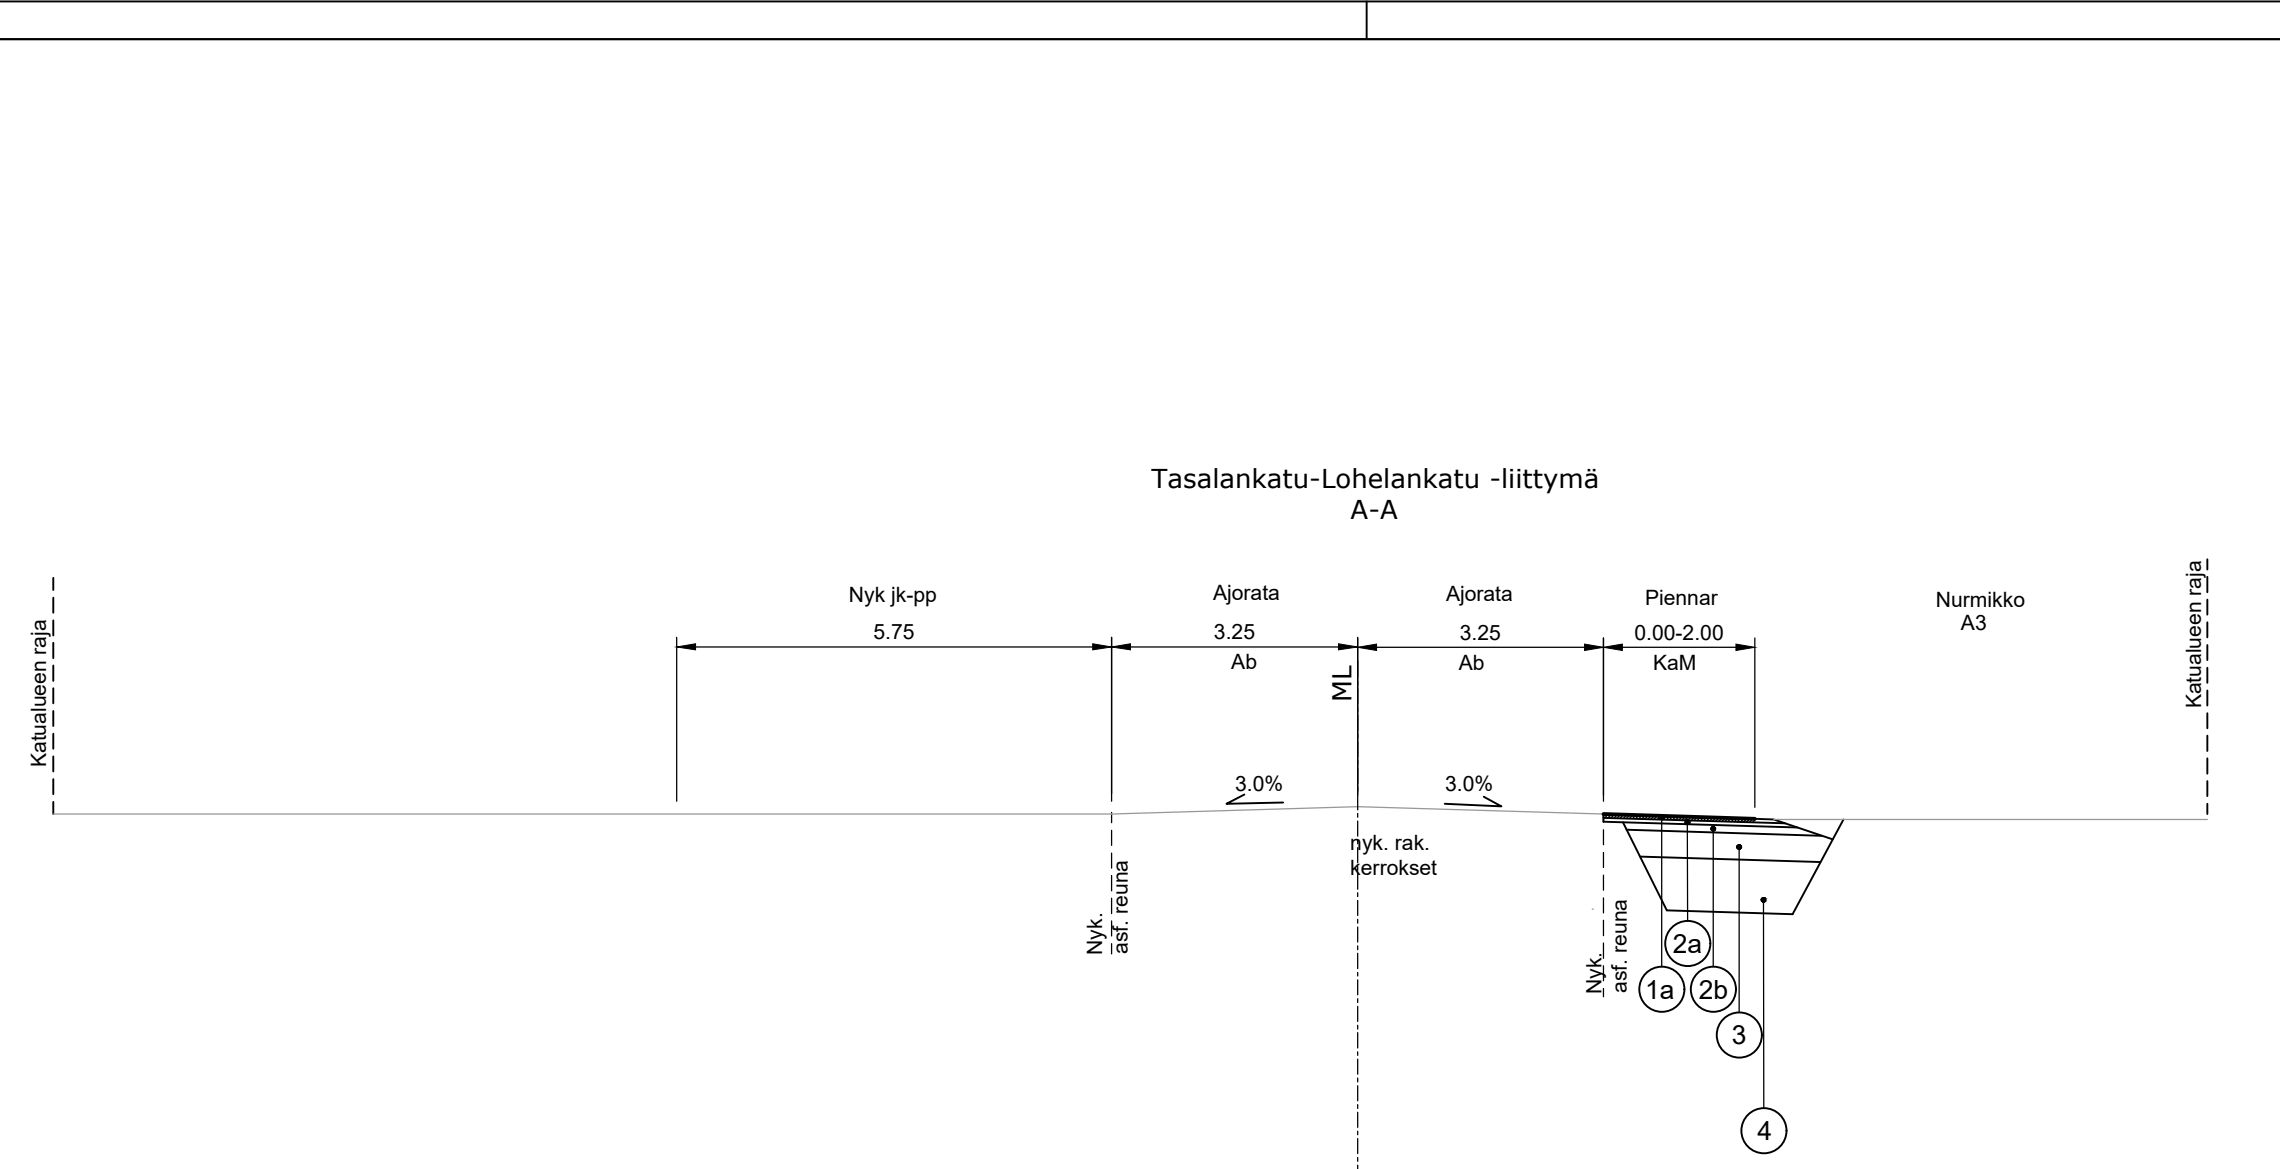 Tasalankatu-Lohelankatu -liittymä
A-A
Katualueen raja
Nyk jk-pp
5.75
Ajorata
3.25
Ab
ML
Ajorata
3.25
Ab
Piennar
0.00-2.00
KaM
Nurmikko
A3
Katualueen raja
3.0%
3.0%
nyk. rak.
kerrokset
Nyk.
asf. reuna
Nyk.
asf. reuna
2a
1a
2b
3
4